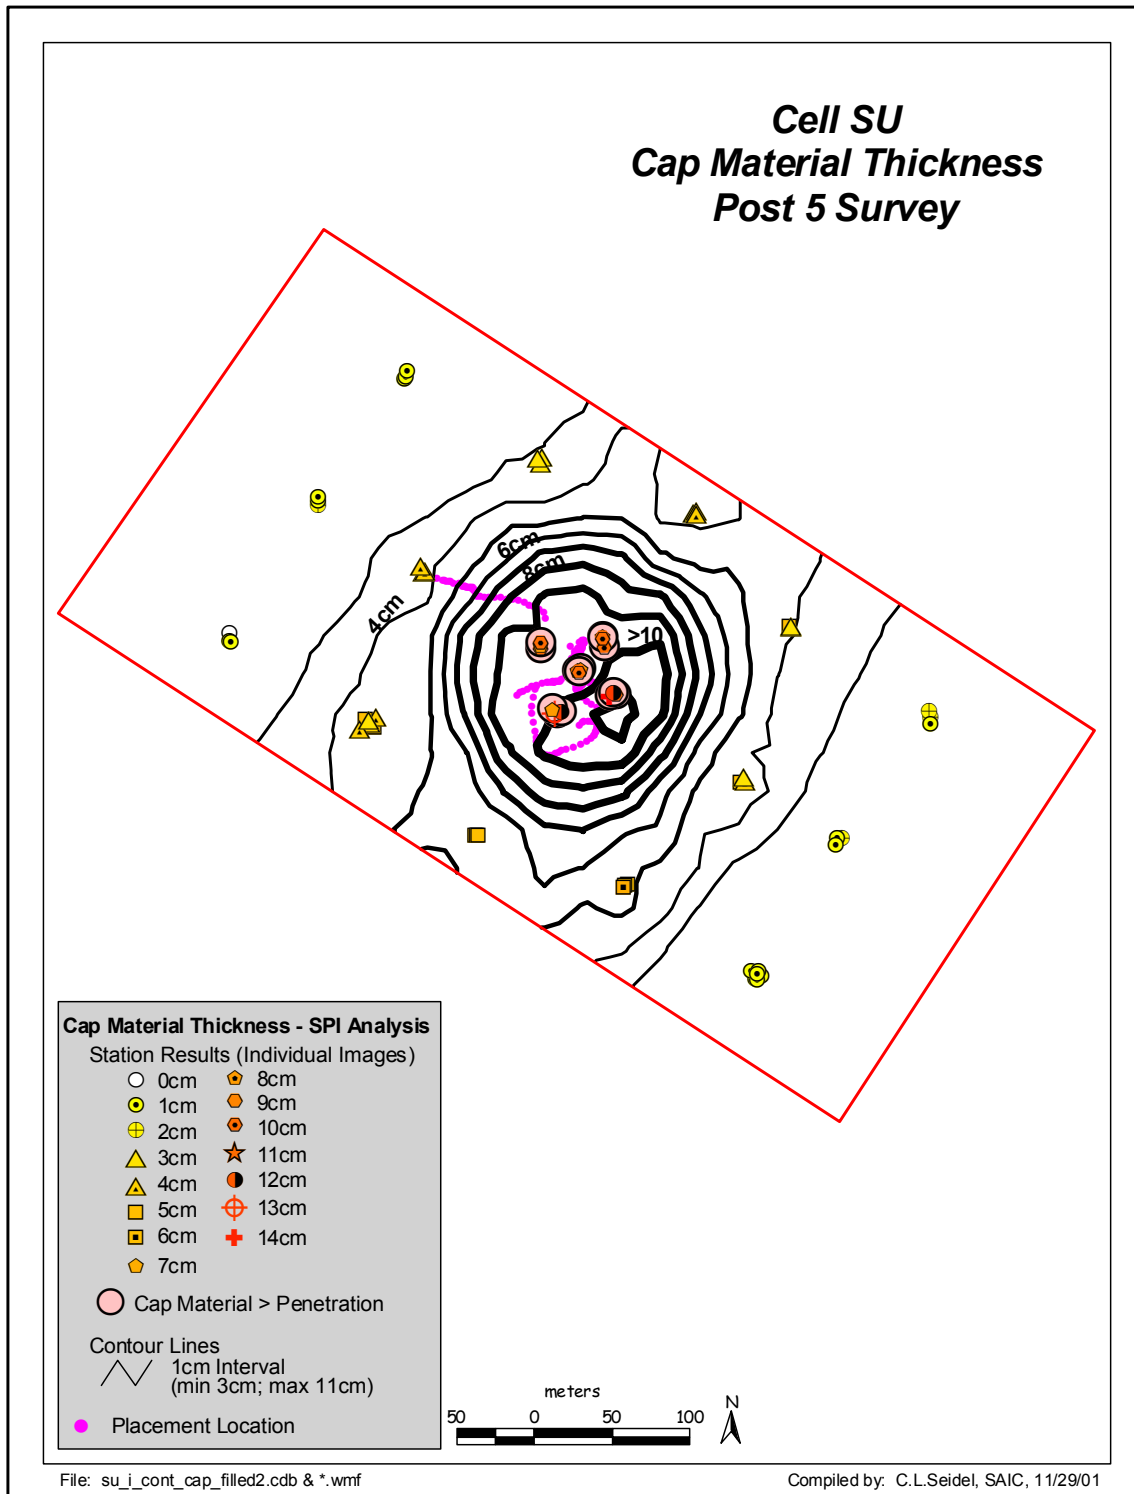 Cell SU
Cap Material Thickness
Post 5 Survey
6cm
8cm
4cm
>10
Cap Material Thickness - SPI Analysis
Station Results (Individual Images)
0cm
1cm
2cm
3cm
4cm
5cm
6cm
7cm
8cm
9cm
10cm
11cm
12cm
13cm
14cm
Cap Material > Penetration
Contour Lines
1cm Interval
(min 3cm; max 11cm)
Placement Location
meters
50 0 50 100
N
File: su_i_cont_cap_filled2.cdb & *.wmf
Compiled by: C.L.Seidel, SAIC, 11/29/01